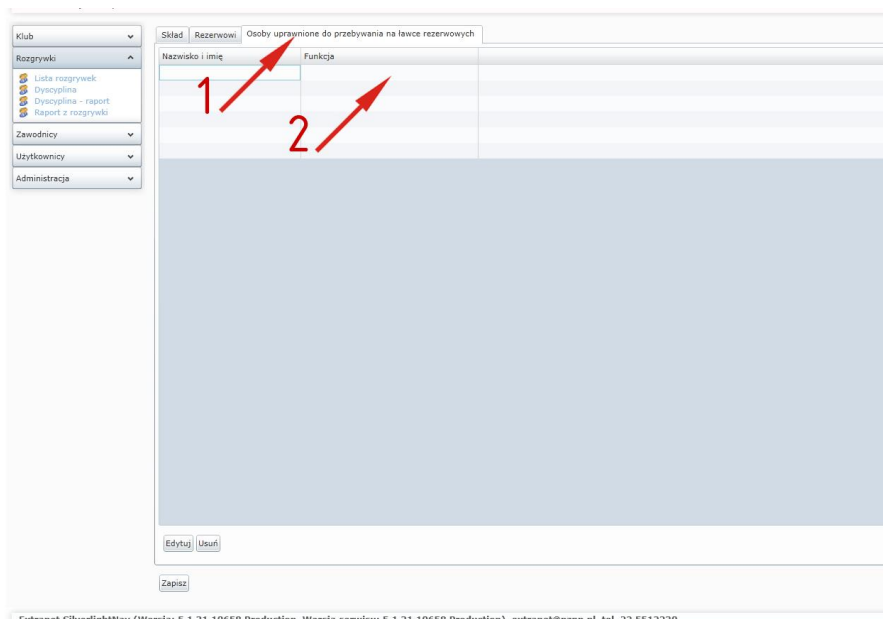 Klub
Rozgrywki
Lista rozgrywek
Dyscyplina
Dyscyplina - raport
Raport z rozgrywki
Zawodnicy
Użytkownicy
Administracja
Skład Rezerwowi Osoby uprawnione do przebywania na ławce rezerwowych
Nazwisko i imię Funkcja
1
2
Edytuj Usuń
Zapisz